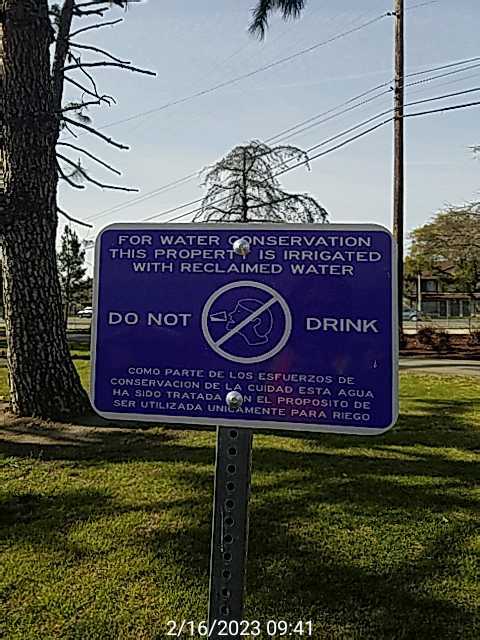 FOR WATER CONSERVATION
THIS PROPERTY IS IRRIGATED
WITH RECLAIMED WATER
DO NOT DRINK
COMO PARTE DE LOS ESFUERZOS DE
CONSERVACION DE LA CUIDAD ESTA AGUA
HA SIDO TRATADA CON EL PROPOSITO DE
SER UTILIZADA UNICAMENTE PARA RIEGO
2/16/2023 09:41